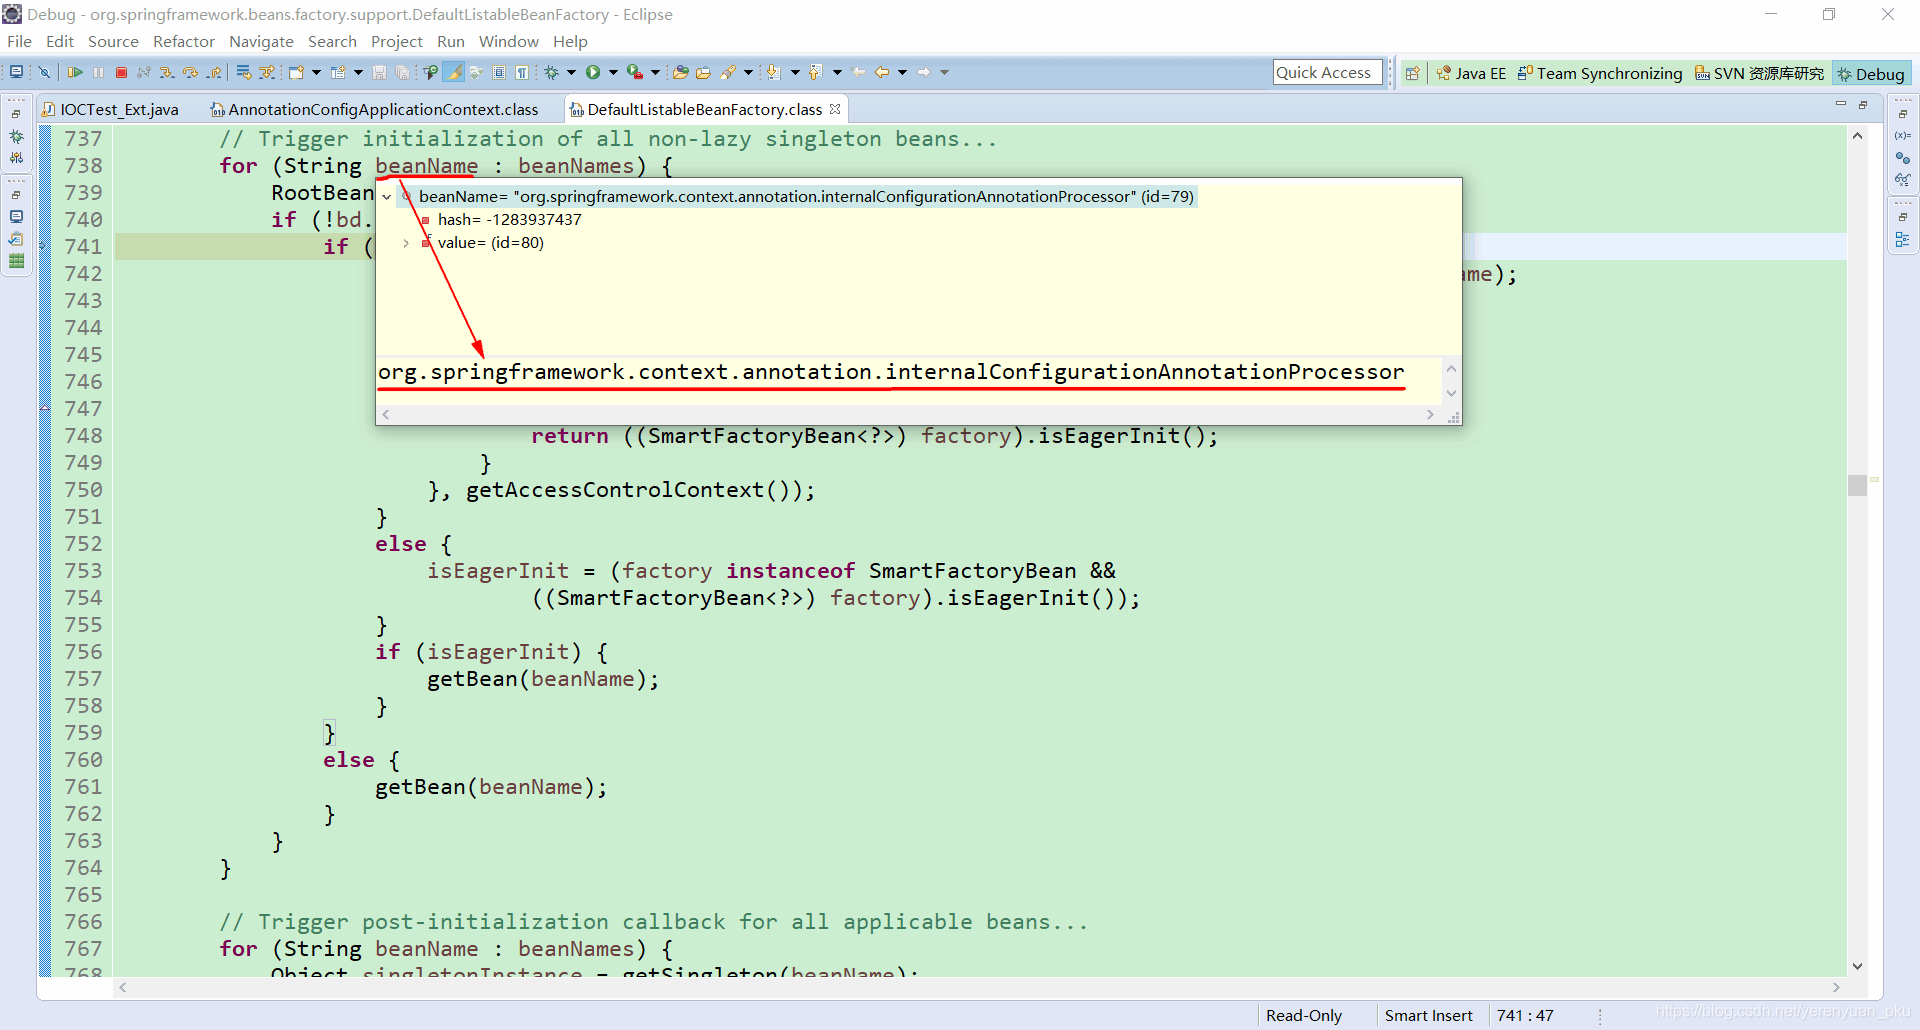 Debug - org.springframework.beans.factory.support.DefaultListableBeanFactory - Eclipse
File Edit Source Refactor Navigate Search Project Run Window Help
Quick Access Java EE Team Synchronizing SVN 资源库研究 Debug
IOCTest_Ext.java AnnotationConfigApplicationContext.class DefaultListableBeanFactory.class
737 // Trigger initialization of all non-lazy singleton beans...
738 for (String beanName : beanNames) {
739 RootBean
beanName= "org.springframework.context.annotation.internalConfigurationAnnotationProcessor" (id=79)
740 if (!bd.
hash= -1283937437
741 if (
value= (id=80)
742 ame);
743
744
745
746
org.springframework.context.annotation.internalConfigurationAnnotationProcessor
747
748 return ((SmartFactoryBean<?>) factory).isEagerInit();
749 }
750 }, getAccessControlContext());
751 }
752 else {
753 isEagerInit = (factory instanceof SmartFactoryBean &&
754 ((SmartFactoryBean<?>) factory).isEagerInit());
755 }
756 if (isEagerInit) {
757 getBean(beanName);
758 }
759 }
760 else {
761 getBean(beanName);
762 }
763 }
764 }
765
766 // Trigger post-initialization callback for all applicable beans...
767 for (String beanName : beanNames) {
768 Object singletonInstance = getSingleton(beanName);
Read-Only Smart Insert 741 : 47
https://blog.csdn.net/yerenyuan_pku